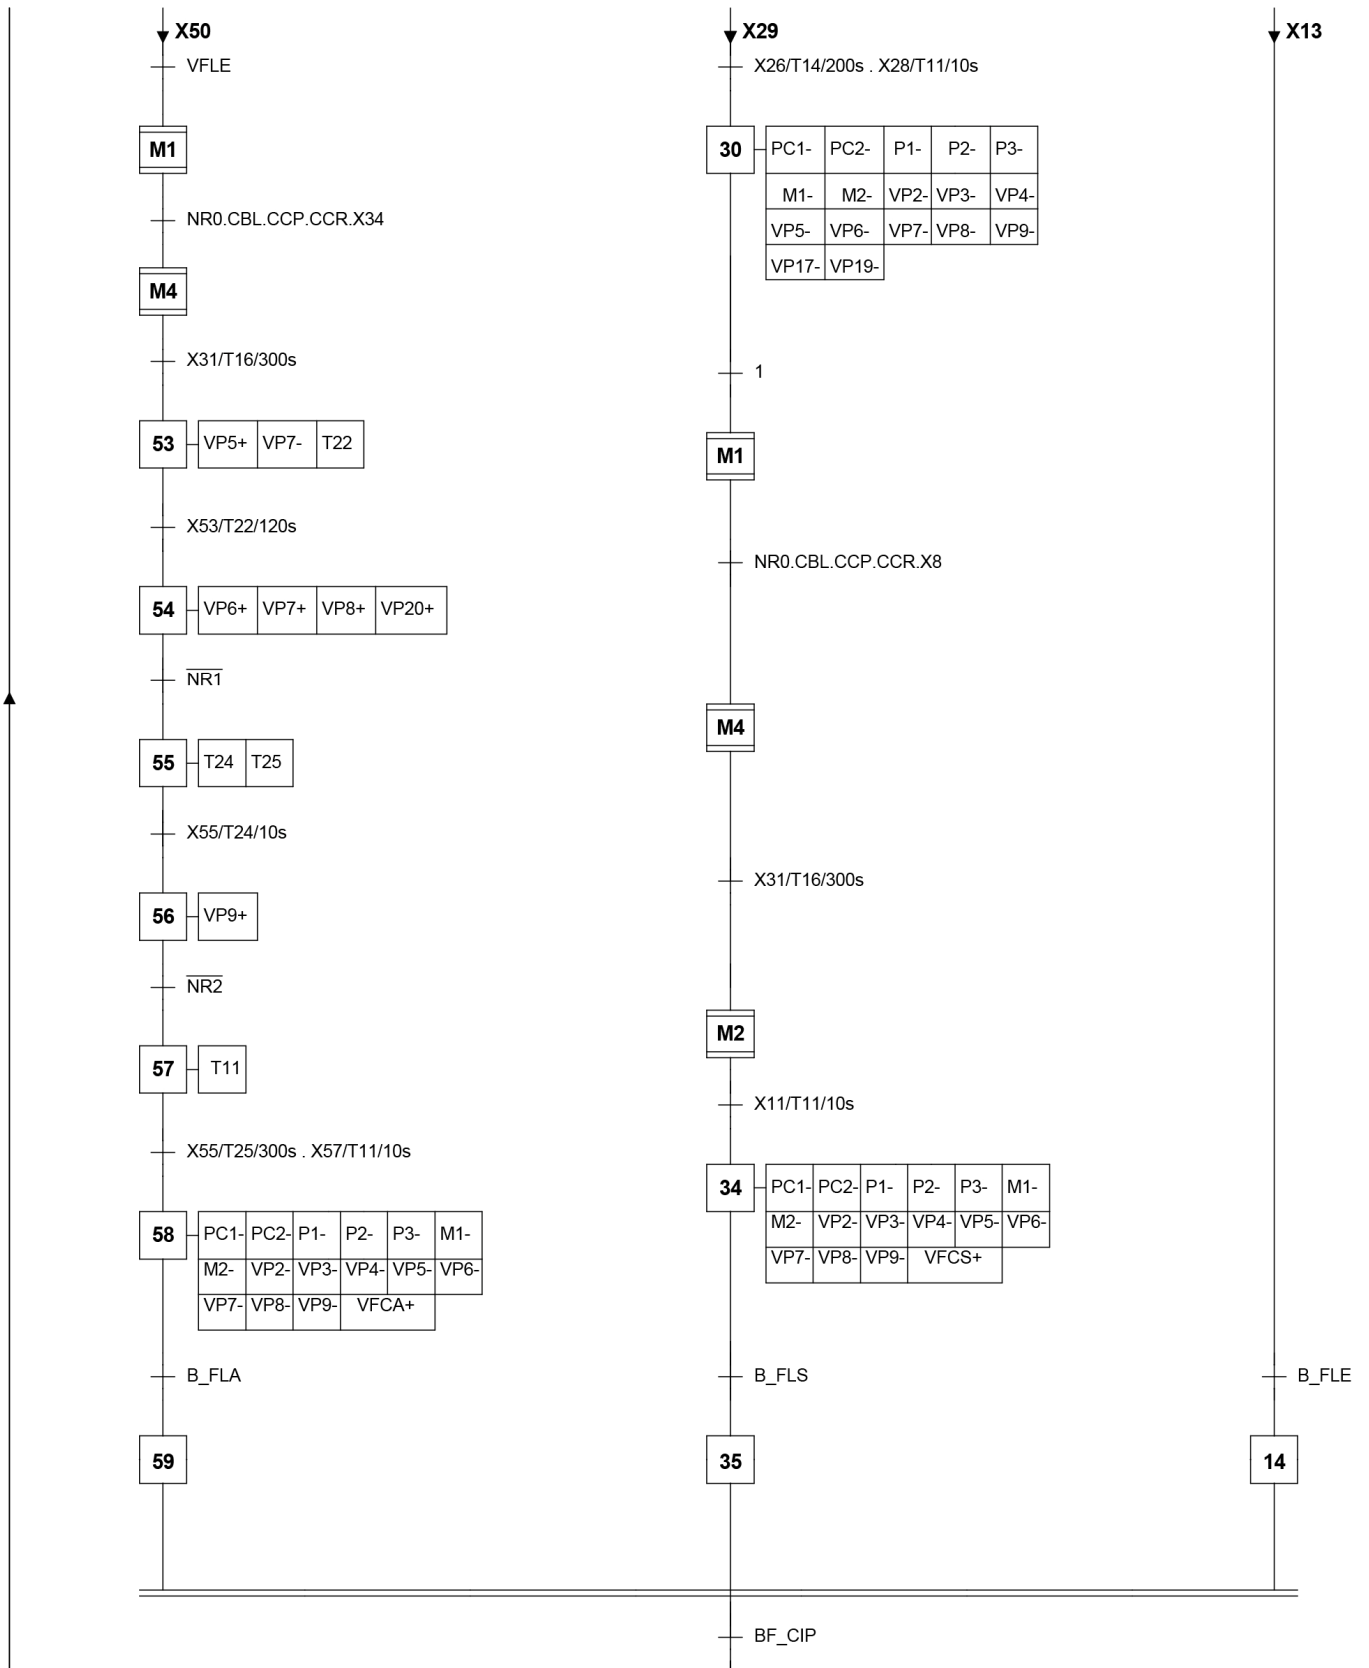 X50 X29 X13
VFLE X26/T14/200s . X28/T11/10s
M1 30 PC1- PC2- P1- P2- P3-
M1- M2- VP2- VP3- VP4-
NR0.CBL.CCP.CCR.X34 VP5- VP6- VP7- VP8- VP9-
VP17- VP19-
M4
X31/T16/300s 1
53 VP5+ VP7- T22 M1
X53/T22/120s
NR0.CBL.CCP.CCR.X8
54 VP6+ VP7+ VP8+ VP20+
N̅R̅1̅
M4
55 T24 T25
X55/T24/10s
X31/T16/300s
56 VP9+
N̅R̅2̅
M2
57 T11
X11/T11/10s
X55/T25/300s . X57/T11/10s
34 PC1- PC2- P1- P2- P3- M1-
M2- VP2- VP3- VP4- VP5- VP6-
58 PC1- PC2- P1- P2- P3- M1-
VP7- VP8- VP9- VFCS+
M2- VP2- VP3- VP4- VP5- VP6-
VP7- VP8- VP9- VFCA+
B_FLA B_FLS B_FLE
59 35 14
BF_CIP